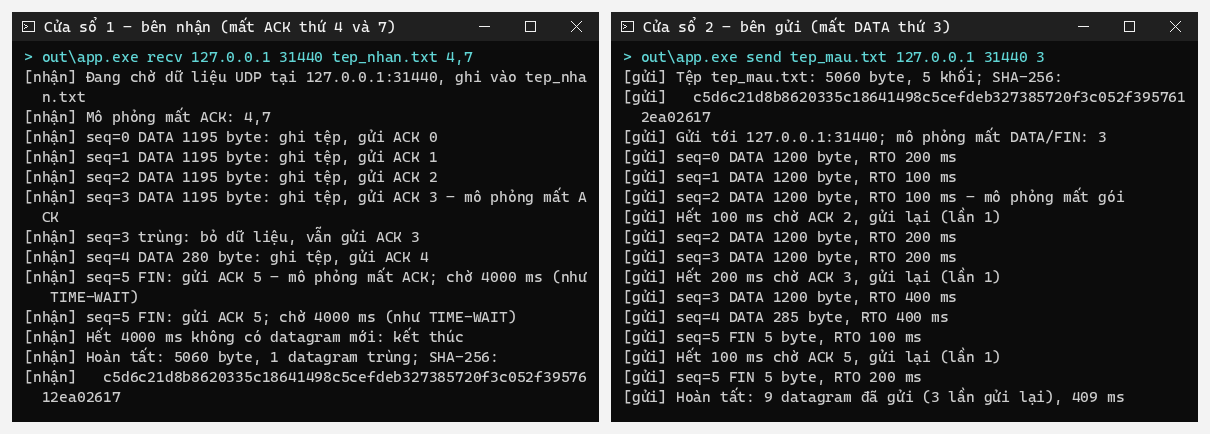 Cửa sổ 1 — bên nhận (mất ACK thứ 4 và 7)
> out\app.exe recv 127.0.0.1 31440 tep_nhan.txt 4,7
[nhận] Đang chờ dữ liệu UDP tại 127.0.0.1:31440, ghi vào tep_nha
n.txt
[nhận] Mô phỏng mất ACK: 4,7
[nhận] seq=0 DATA 1195 byte: ghi tệp, gửi ACK 0
[nhận] seq=1 DATA 1195 byte: ghi tệp, gửi ACK 1
[nhận] seq=2 DATA 1195 byte: ghi tệp, gửi ACK 2
[nhận] seq=3 DATA 1195 byte: ghi tệp, gửi ACK 3 — mô phỏng mất A
CK
[nhận] seq=3 trùng: bỏ dữ liệu, vẫn gửi ACK 3
[nhận] seq=4 DATA 280 byte: ghi tệp, gửi ACK 4
[nhận] seq=5 FIN: gửi ACK 5 — mô phỏng mất ACK; chờ 4000 ms (như
TIME-WAIT)
[nhận] seq=5 FIN: gửi ACK 5; chờ 4000 ms (như TIME-WAIT)
[nhận] Hết 4000 ms không có datagram mới: kết thúc
[nhận] Hoàn tất: 5060 byte, 1 datagram trùng; SHA-256:
[nhận]   c5d6c21d8b8620335c18641498c5cefdeb327385720f3c052f39576
12ea02617
Cửa sổ 2 — bên gửi (mất DATA thứ 3)
> out\app.exe send tep_mau.txt 127.0.0.1 31440 3
[gửi] Tệp tep_mau.txt: 5060 byte, 5 khối; SHA-256:
[gửi]   c5d6c21d8b8620335c18641498c5cefdeb327385720f3c052f395761
2ea02617
[gửi] Gửi tới 127.0.0.1:31440; mô phỏng mất DATA/FIN: 3
[gửi] seq=0 DATA 1200 byte, RTO 200 ms
[gửi] seq=1 DATA 1200 byte, RTO 100 ms
[gửi] seq=2 DATA 1200 byte, RTO 100 ms — mô phỏng mất gói
[gửi] Hết 100 ms chờ ACK 2, gửi lại (lần 1)
[gửi] seq=2 DATA 1200 byte, RTO 200 ms
[gửi] seq=3 DATA 1200 byte, RTO 200 ms
[gửi] Hết 200 ms chờ ACK 3, gửi lại (lần 1)
[gửi] seq=3 DATA 1200 byte, RTO 400 ms
[gửi] seq=4 DATA 285 byte, RTO 400 ms
[gửi] seq=5 FIN 5 byte, RTO 100 ms
[gửi] Hết 100 ms chờ ACK 5, gửi lại (lần 1)
[gửi] seq=5 FIN 5 byte, RTO 200 ms
[gửi] Hoàn tất: 9 datagram đã gửi (3 lần gửi lại), 409 ms